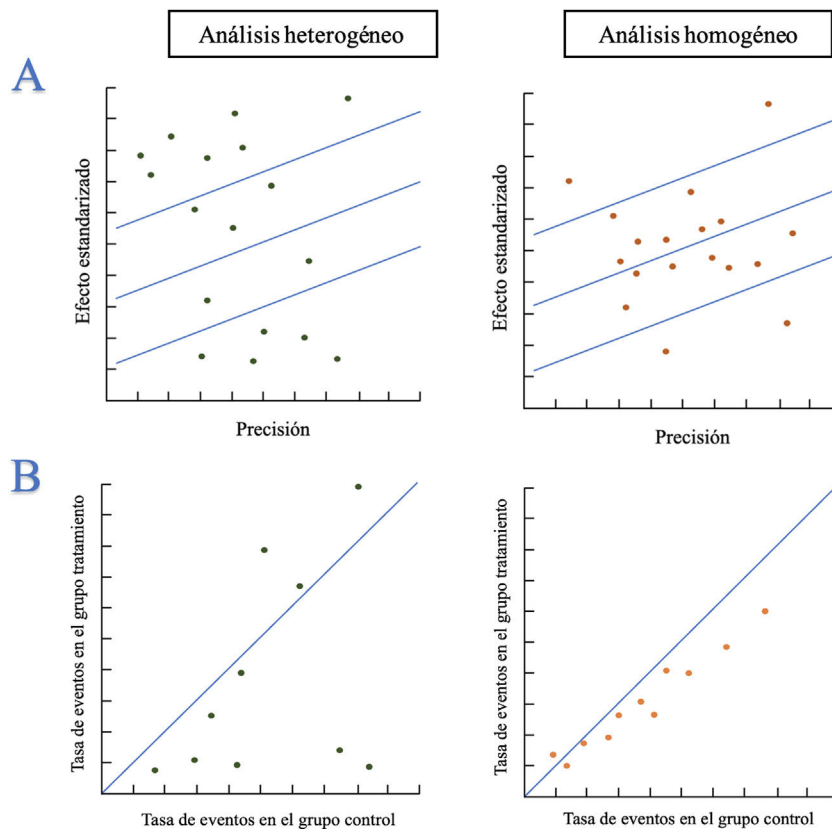 Análisis heterogéneo
Análisis homogéneo
A
Efecto estandarizado
Precisión
Efecto estandarizado
Precisión
B
Tasa de eventos en el grupo tratamiento
Tasa de eventos en el grupo control
Tasa de eventos en el grupo tratamiento
Tasa de eventos en el grupo control